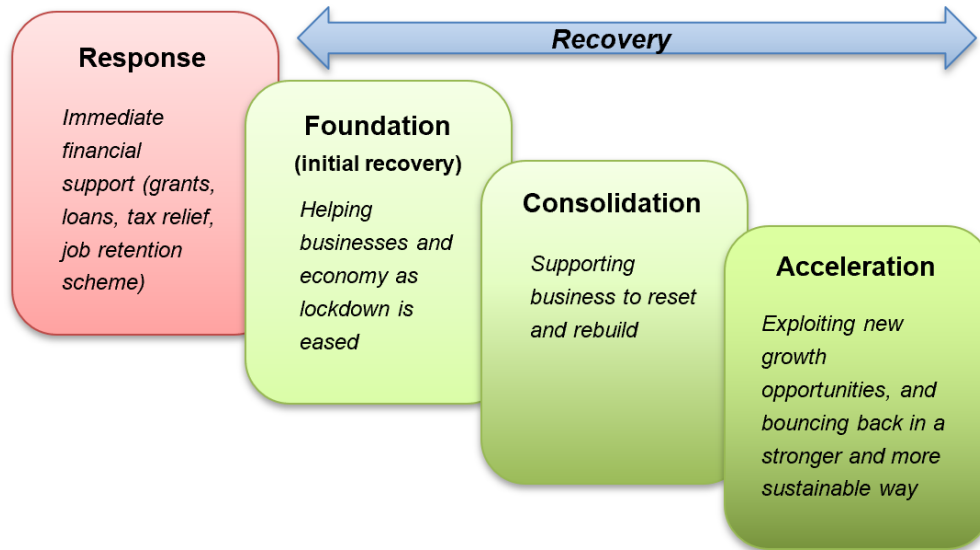 Recovery
Response
Immediate
financial
support (grants,
loans, tax relief,
job retention
scheme)
Foundation
(initial recovery)
Helping
businesses and
economy as
lockdown is
eased
Consolidation
Supporting
business to reset
and rebuild
Acceleration
Exploiting new
growth
opportunities, and
bouncing back in a
stronger and more
sustainable way